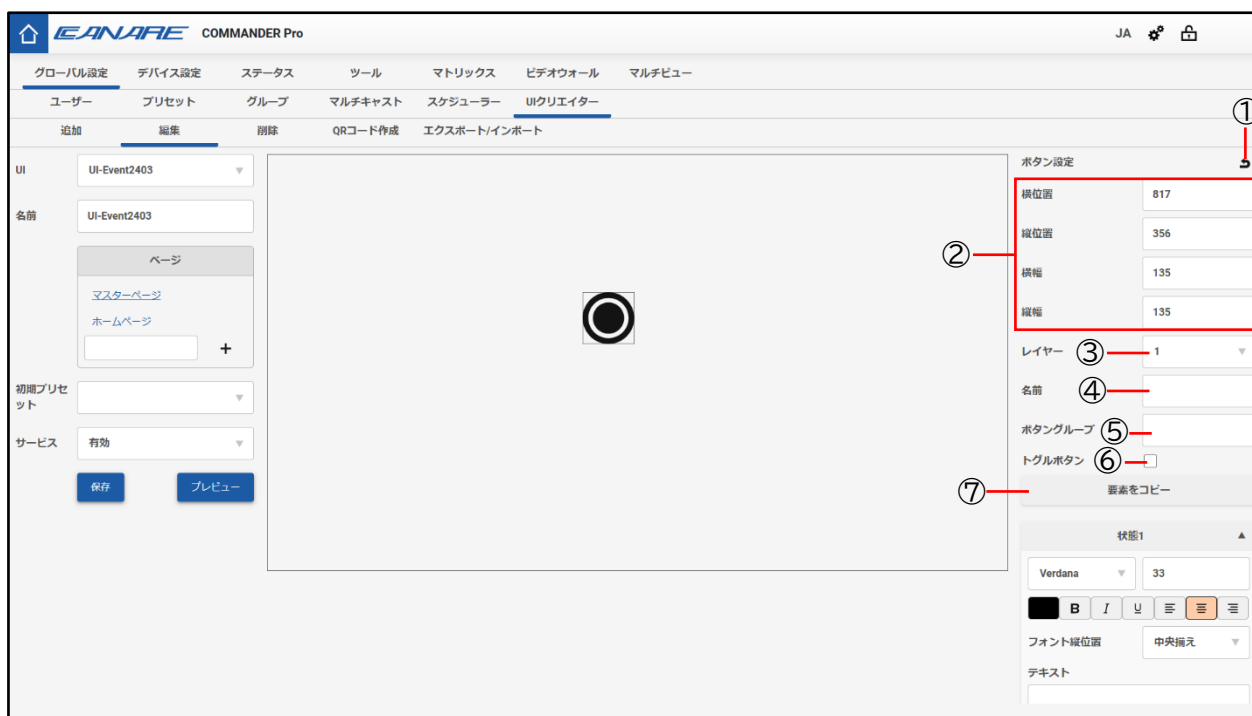 CANARE COMMANDER Pro JA
グローバル設定 デバイス設定 ステータス ツール マトリックス ビデオウォール マルチビュー
ユーザー プリセット グループ マルチキャスト スケジューラー UIクリエイター
追加 編集 削除 QRコード作成 エクスポート/インポート
①
UI UI-Event2403
名前 UI-Event2403
ページ
マスターページ
ホームページ
+
初期プリセット
サービス 有効
保存 プレビュー
ボタン設定
②
横位置 817
縦位置 356
横幅 135
縦幅 135
レイヤー ③ 1
名前 ④
ボタングループ ⑤
トグルボタン ⑥
⑦ 要素をコピー
状態1 ▲
Verdana 33
B I U
フォント縦位置 中央揃え
テキスト